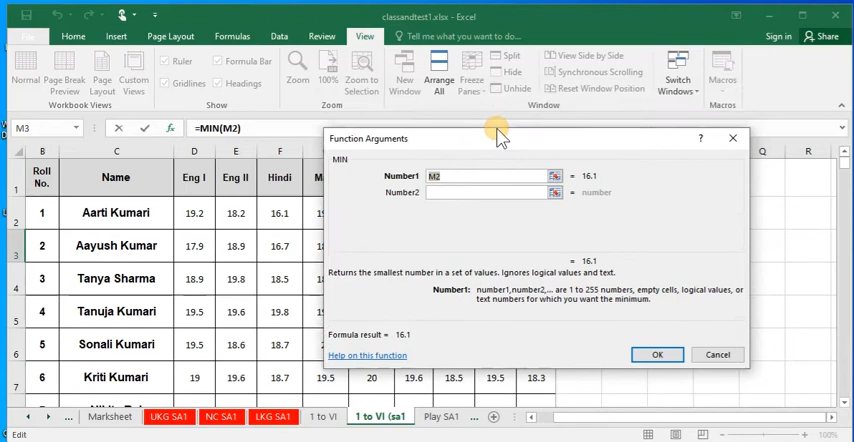 classandtest1.xlsx - Excel
File Home Insert Page Layout Formulas Data Review View Tell me what you want to do... Sign in Share
Normal Page Break Preview Page Layout Custom Views
Ruler Formula Bar
Gridlines Headings
Zoom 100% Zoom to Selection
New Window Arrange All Freeze Panes
Split
Hide
Unhide
View Side by Side
Synchronous Scrolling
Reset Window Position
Switch Windows
Macros
Workbook Views Show Zoom Window Macros
M3 fx =MIN(M2)
Function Arguments ?
MIN
Number1 M2 = 16.1
Number2 = number
= 16.1
Returns the smallest number in a set of values. Ignores logical values and text.
Number1: number1,number2,... are 1 to 255 numbers, empty cells, logical values, or
text numbers for which you want the minimum.
Formula result = 16.1
Help on this function OK Cancel
B C D E F Q R
1 Roll No. Name Eng I Eng II Hindi
2 1 Aarti Kumari 19.2 18.2 16.1
3 2 Aayush Kumar 17.9 18.9 16.7
4 3 Tanya Sharma 18.9 19.8 18.5
5 4 Tanuja Kumari 19.5 19.6 19.8
6 5 Sonali Kumari 19.5 19.6 18.7
7 6 Kriti Kumari 19 19.6 18.7 19.5 20 19.6 18.5 19.5 18.3
... Marksheet UKG SA1 NC SA1 LKG SA1 1 to VI 1 to VI (sa1 Play SA1 ...
Edit 100%